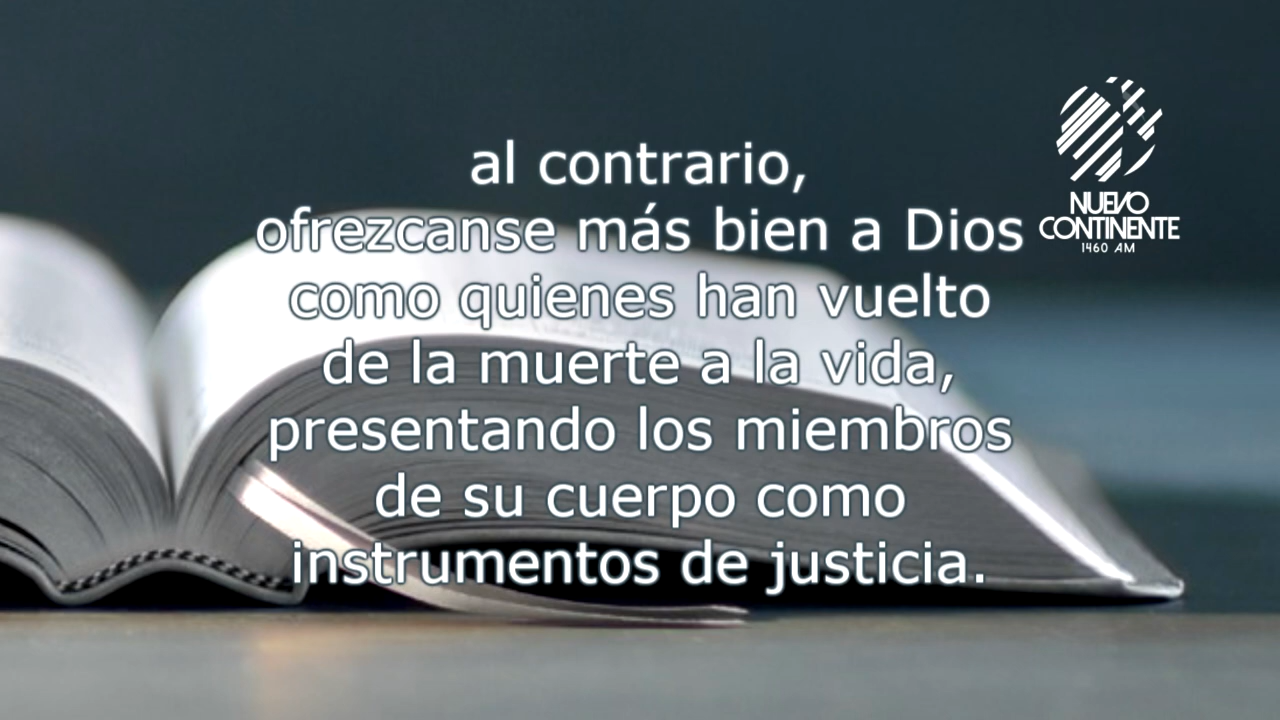 al contrario,
ofrezcanse más bien a Dios
como quienes han vuelto
de la muerte a la vida,
presentando los miembros
de su cuerpo como
instrumentos de justicia.
NUEVO
CONTINENTE
1460 AM